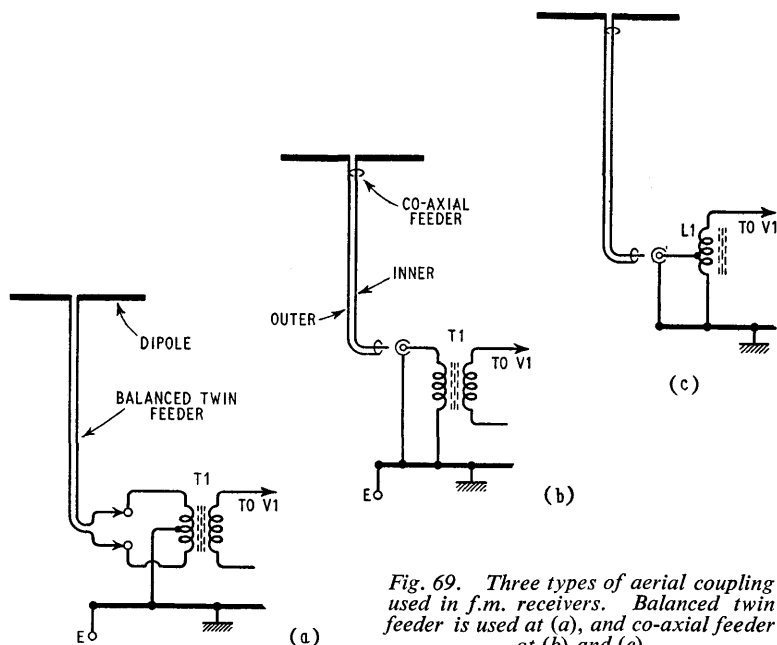 DIPOLE
BALANCED TWIN
FEEDER
T1
TO V1
E
(a)
CO-AXIAL
FEEDER
INNER
OUTER
T1
TO V1
E
(b)
L1
TO V1
(c)
Fig. 69. Three types of aerial coupling
used in f.m. receivers. Balanced twin
feeder is used at (a), and co-axial feeder
at (b) and (c).